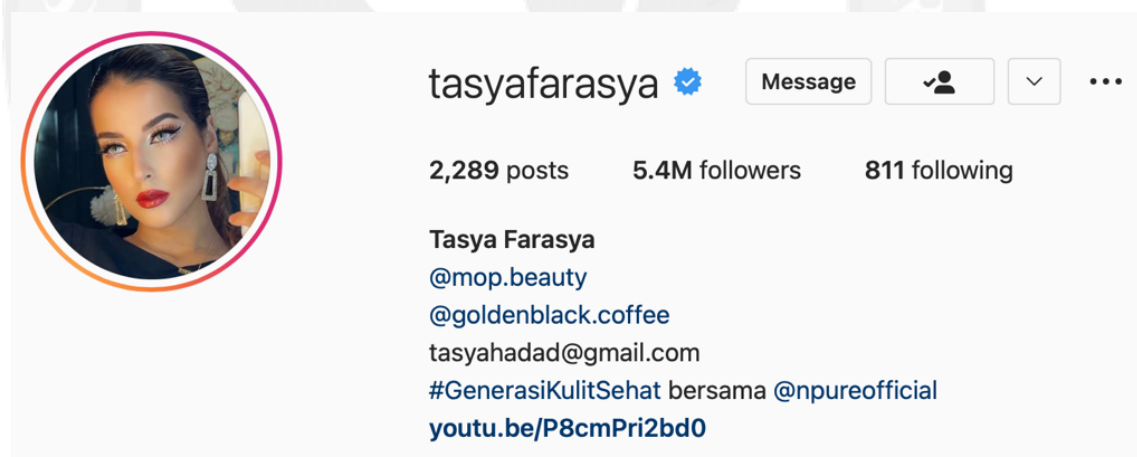 tasyafarasya Message
2,289 posts 5.4M followers 811 following
Tasya Farasya
@mop.beauty
@goldenblack.coffee
tasyahadad@gmail.com
#GenerasiKulitSehat bersama @npureofficial
youtu.be/P8cmPri2bd0